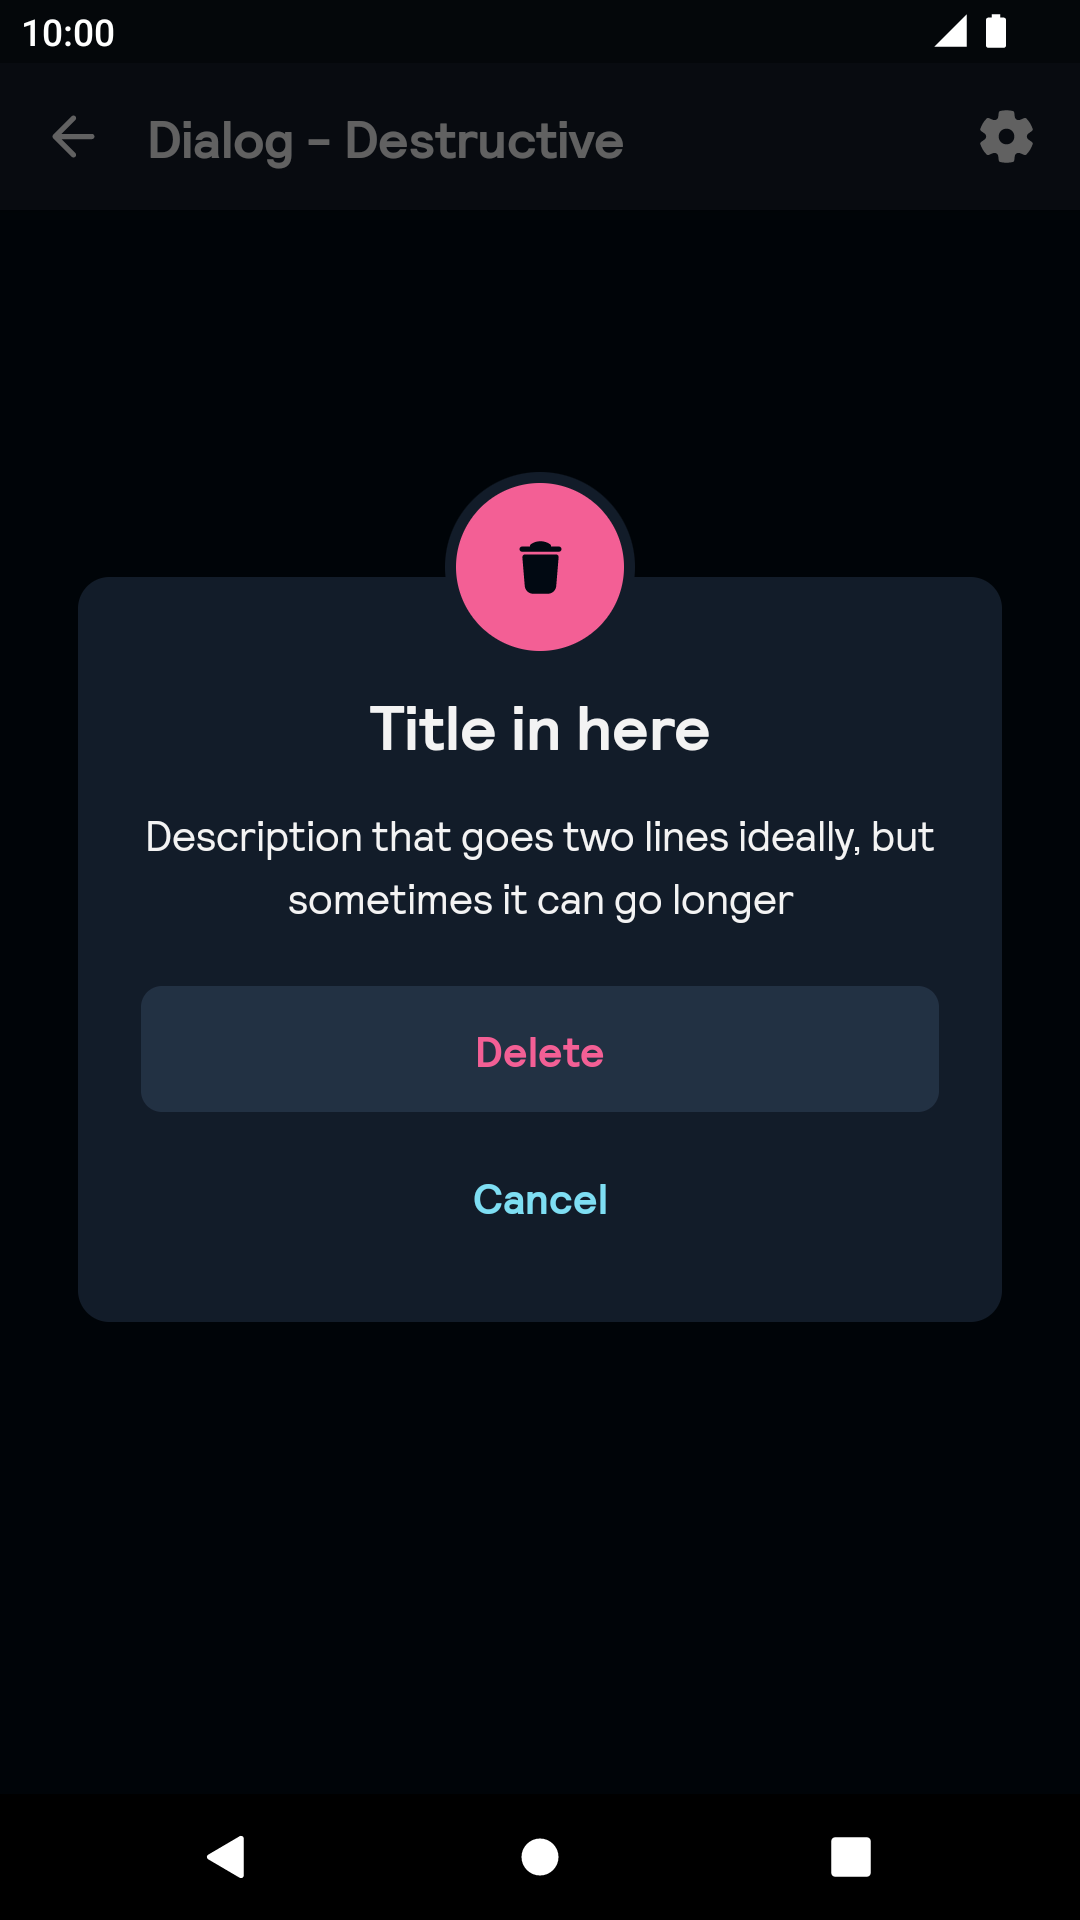 10:00
Dialog - Destructive
Title in here
Description that goes two lines ideally, but
sometimes it can go longer
Delete
Cancel